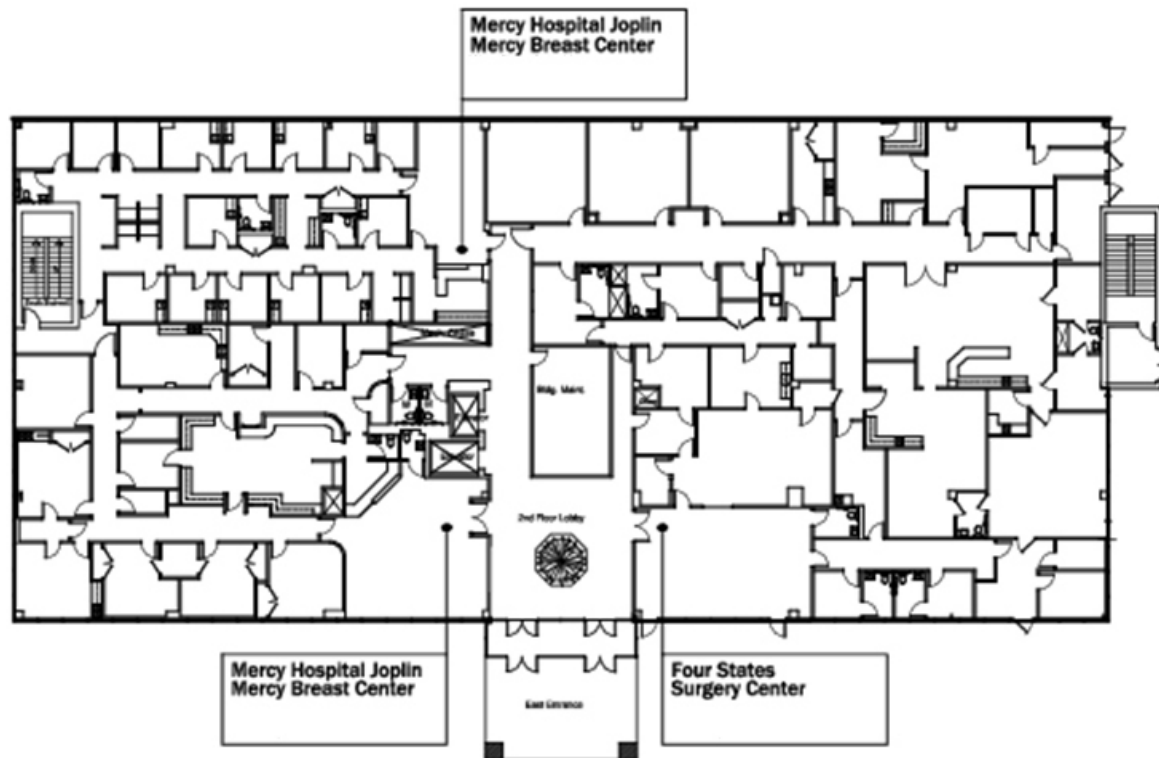 Mercy Hospital Joplin
Mercy Breast Center
Bldg. Maint.
2nd Floor Lobby
Mercy Hospital Joplin
Mercy Breast Center
Four States
Surgery Center
East Entrance